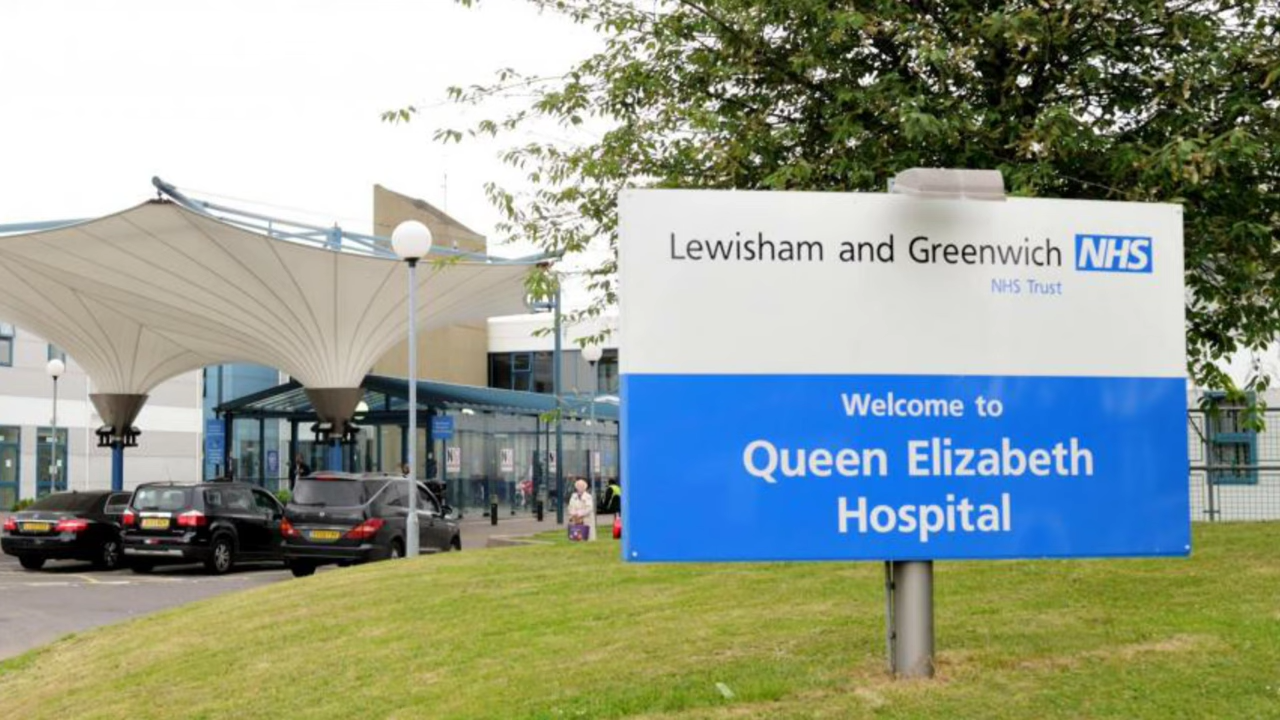 Lewisham and Greenwich NHS
NHS Trust
Welcome to
Queen Elizabeth
Hospital